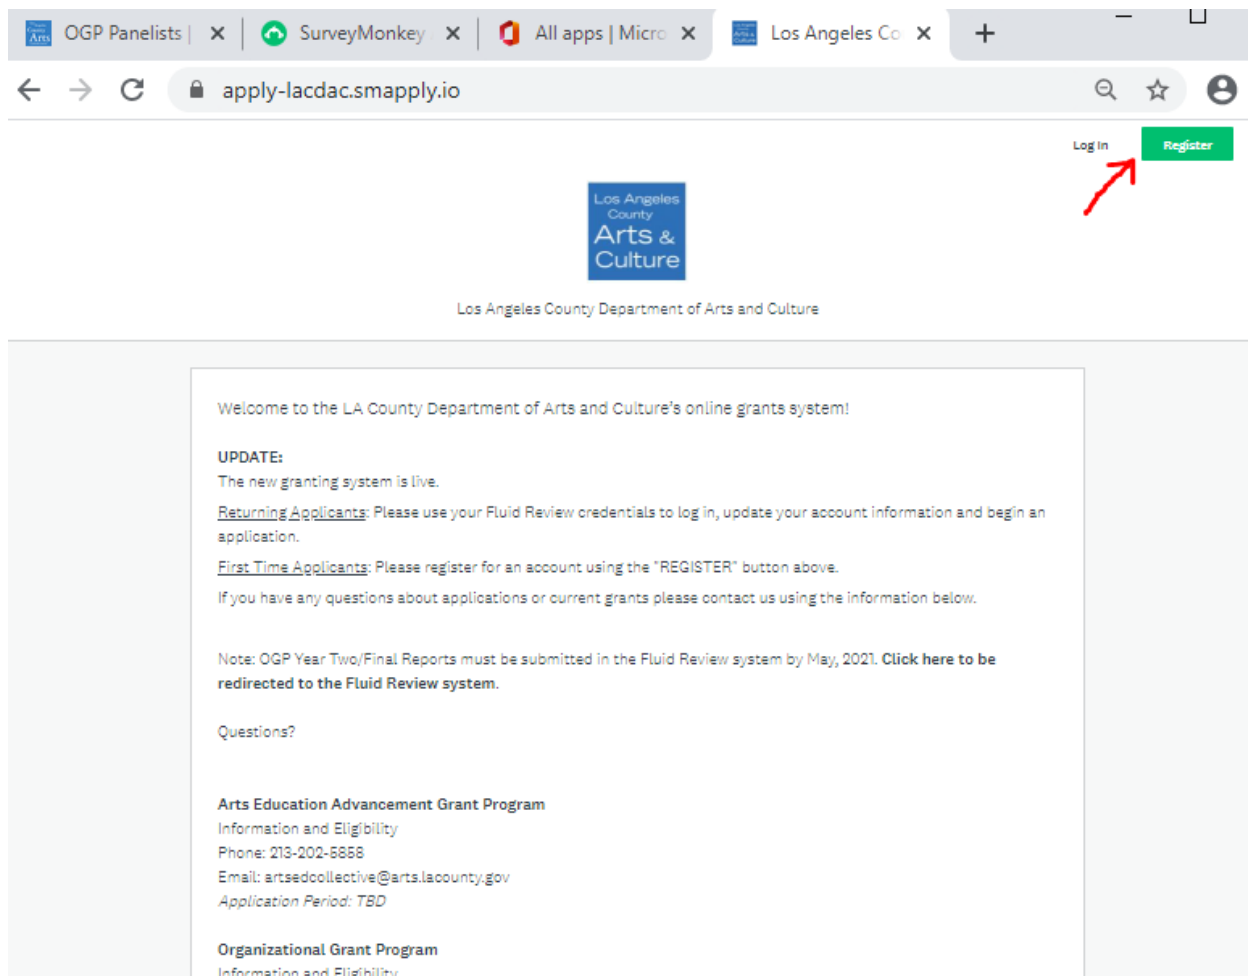 OGP Panelists |
SurveyMonkey
All apps | Micro
Los Angeles Co
apply-lacdac.smapply.io
Log In
Register
Los Angeles
County
Arts &
Culture
Los Angeles County Department of Arts and Culture
Welcome to the LA County Department of Arts and Culture's online grants system!
UPDATE:
The new granting system is live.
Returning Applicants: Please use your Fluid Review credentials to log in, update your account information and begin an
application.
First Time Applicants: Please register for an account using the "REGISTER" button above.
If you have any questions about applications or current grants please contact us using the information below.
Note: OGP Year Two/Final Reports must be submitted in the Fluid Review system by May, 2021. Click here to be
redirected to the Fluid Review system.
Questions?
Arts Education Advancement Grant Program
Information and Eligibility
Phone: 213-202-5858
Email: artsedcollective@arts.lacounty.gov
Application Period: TBD
Organizational Grant Program
Information and Eligibility